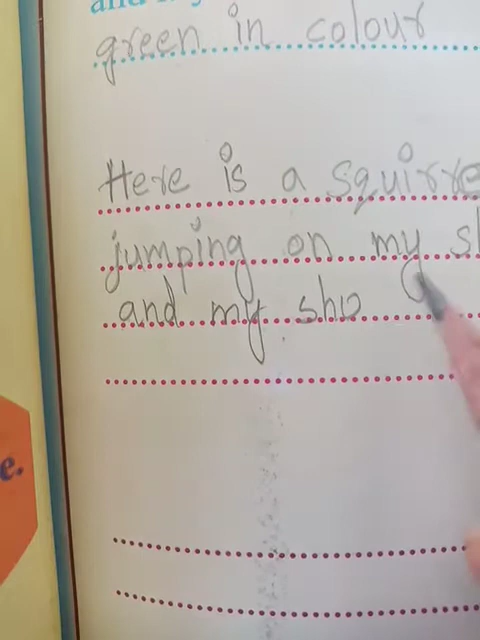 green in colour
Here is a squirre
jumping on my
and my sho
e.